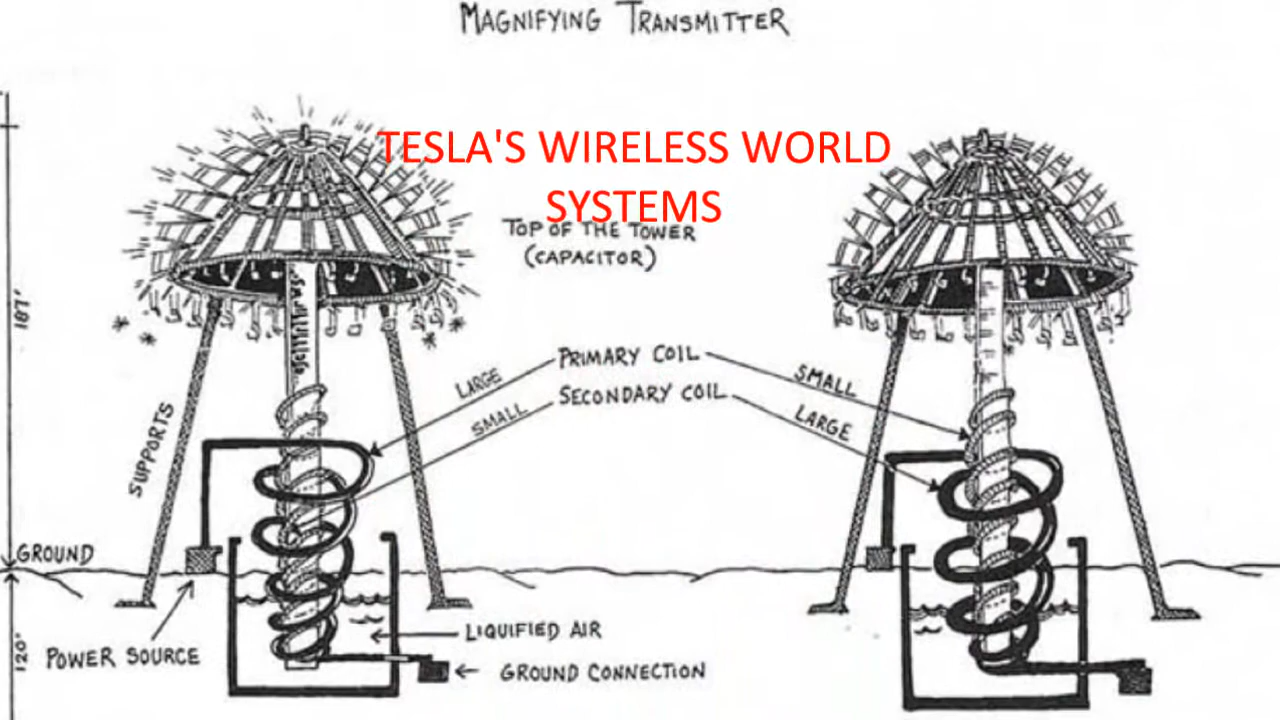 MAGNIFYING TRANSMITTER
TESLA'S WIRELESS WORLD
SYSTEMS
TOP OF THE TOWER
(CAPACITOR)
187'
PRIMARY COIL
LARGE
SMALL
SECONDARY COIL
SMALL
LARGE
SUPPORTS
GROUND
120'
POWER SOURCE
LIQUIFIED AIR
GROUND CONNECTION